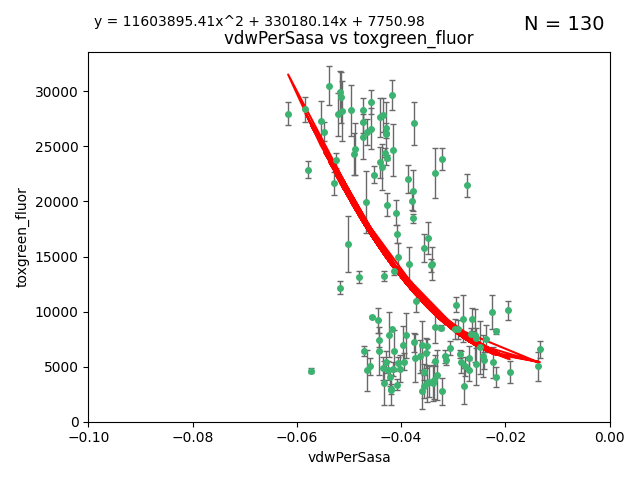 y = 11603895.41x^2 + 330180.14x + 7750.98
N = 130
vdwPerSasa vs toxgreen_fluor
30000
25000
20000
15000
10000
5000
0
toxgreen_fluor
−0.10
−0.08
−0.06
−0.04
−0.02
0.00
vdwPerSasa